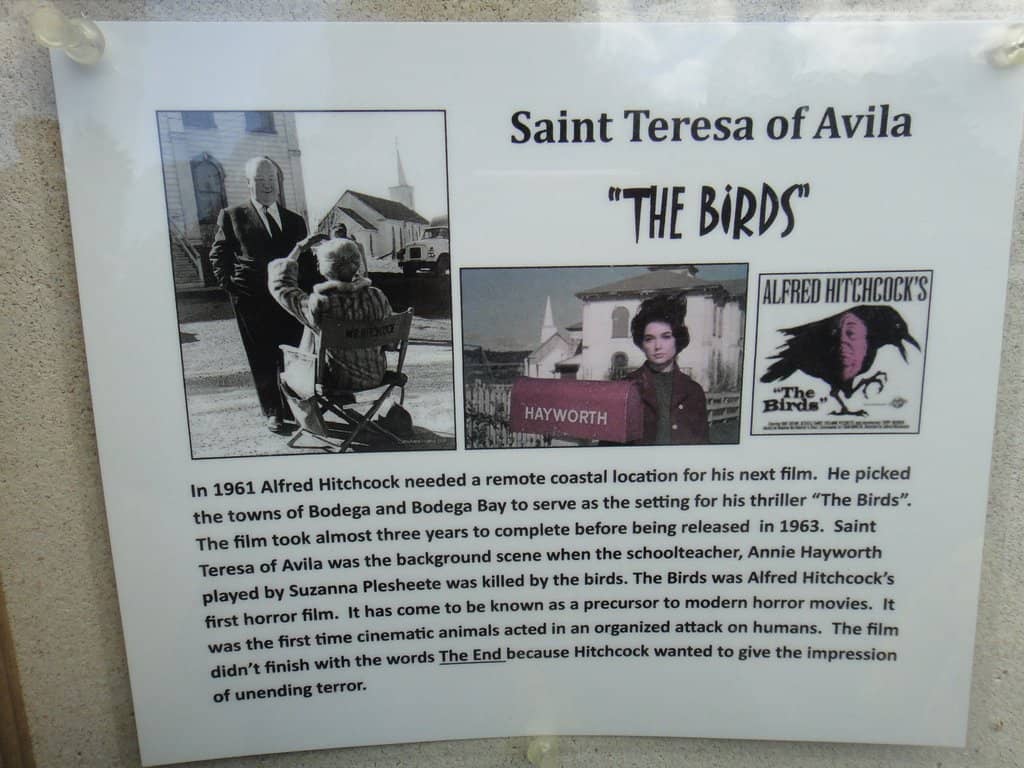 Saint Teresa of Avila
"THE BiRDS"
MR. HITCHCOCK
HAYWORTH
ALFRED HITCHCOCK'S
"The
Birds"
In 1961 Alfred Hitchcock needed a remote coastal location for his next film. He picked
the towns of Bodega and Bodega Bay to serve as the setting for his thriller "The Birds".
The film took almost three years to complete before being released in 1963. Saint
Teresa of Avila was the background scene when the schoolteacher, Annie Hayworth
played by Suzanna Plesheete was killed by the birds. The Birds was Alfred Hitchcock's
first horror film. It has come to be known as a precursor to modern horror movies. It
was the first time cinematic animals acted in an organized attack on humans. The film
didn't finish with the words The End because Hitchcock wanted to give the impression
of unending terror.